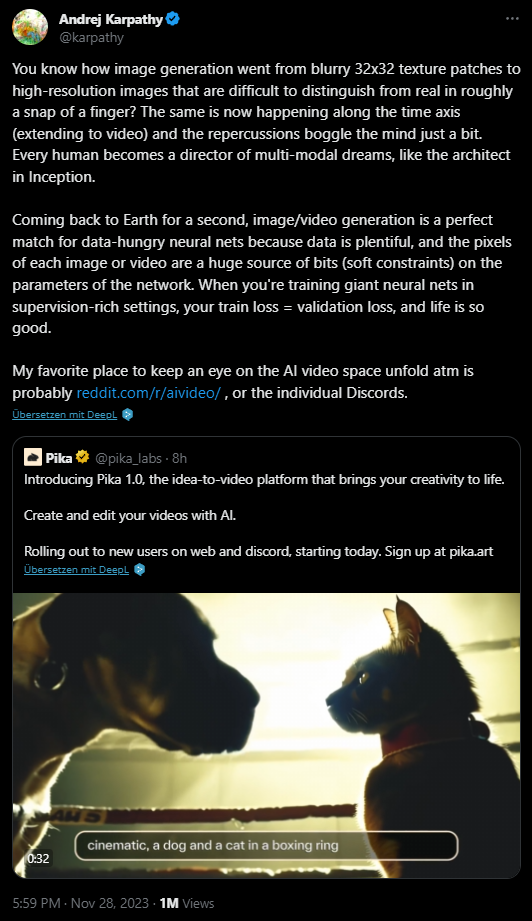 Andrej Karpathy
@karpathy
You know how image generation went from blurry 32x32 texture patches to
high-resolution images that are difficult to distinguish from real in roughly
a snap of a finger? The same is now happening along the time axis
(extending to video) and the repercussions boggle the mind just a bit.
Every human becomes a director of multi-modal dreams, like the architect
in Inception.
Coming back to Earth for a second, image/video generation is a perfect
match for data-hungry neural nets because data is plentiful, and the pixels
of each image or video are a huge source of bits (soft constraints) on the
parameters of the network. When you're training giant neural nets in
supervision-rich settings, your train loss = validation loss, and life is so
good.
My favorite place to keep an eye on the AI video space unfold atm is
probably reddit.com/r/aivideo/ , or the individual Discords.
Übersetzen mit DeepL
Pika @pika_labs · 8h
Introducing Pika 1.0, the idea-to-video platform that brings your creativity to life.
Create and edit your videos with AI.
Rolling out to new users on web and discord, starting today. Sign up at pika.art
Übersetzen mit DeepL
cinematic, a dog and a cat in a boxing ring
0:32
5:59 PM · Nov 28, 2023 · 1M Views